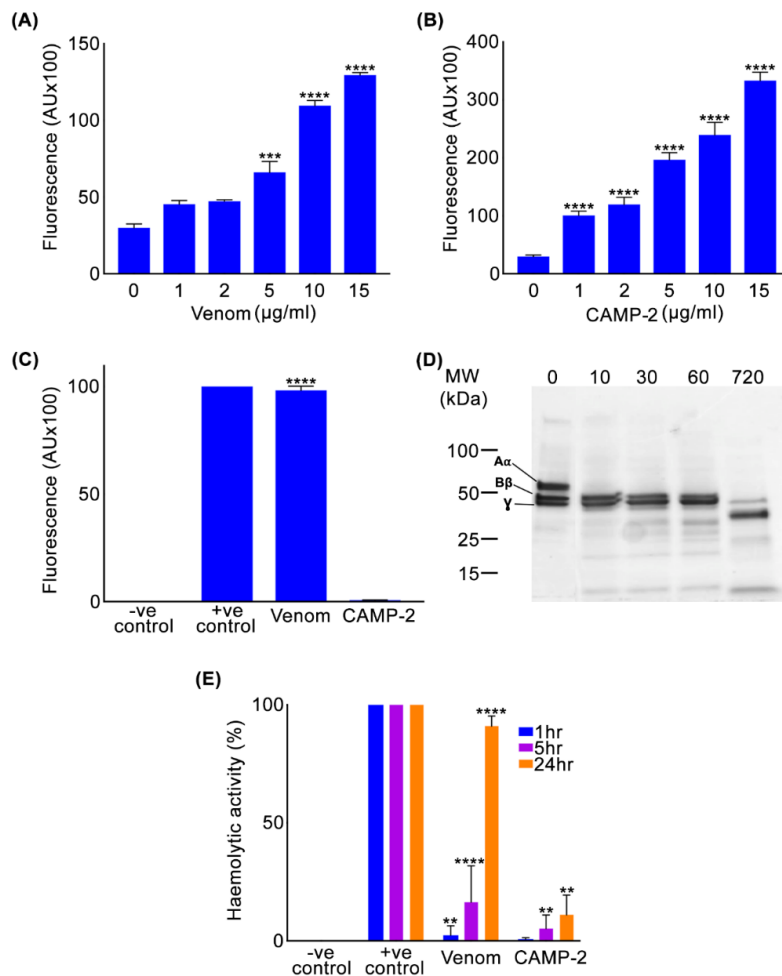 (A)
Fluorescence (AUx100)
150
100
50
0
***
****
****
0 1 2 5 10 15
Venom (µg/ml)
(B)
Fluorescence (AUx100)
400
300
200
100
0
****
****
****
****
****
0 1 2 5 10 15
CAMP-2 (µg/ml)
(C)
Fluorescence (AUx100)
100
50
0
****
-ve control
+ve control
Venom
CAMP-2
(D)
MW (kDa)
0 10 30 60 720
100
50
25
15
Aα
Bβ
γ
(E)
Haemolytic activity (%)
100
50
0
**
****
****
**
**
1hr
5hr
24hr
-ve control
+ve control
Venom
CAMP-2